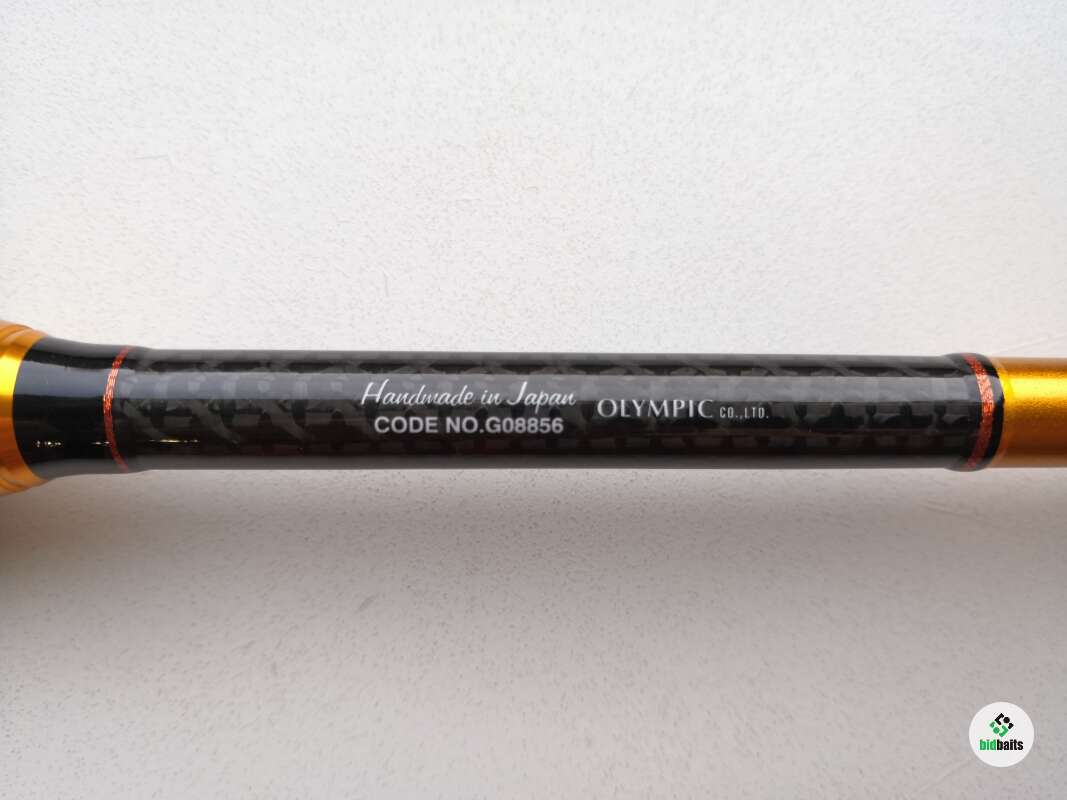 Handmade in Japan OLYMPIC CO.,LTD.
CODE NO.G08856
bidbaits